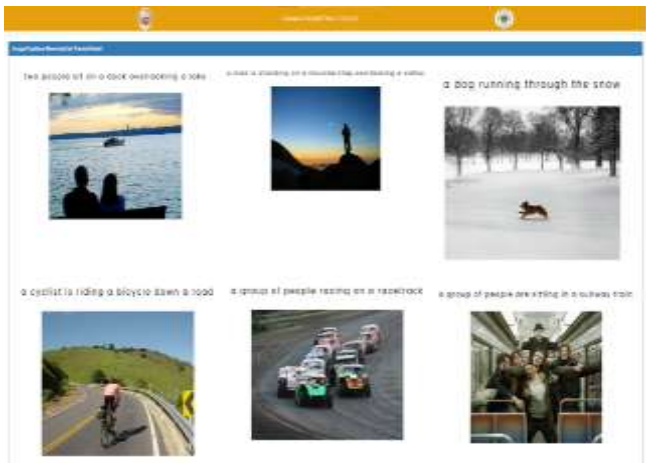 two people sit on a dock overlooking a lake
a man is standing on a mountain top overlooking a valley
a dog running through the snow
a cyclist is riding a bicycle down a road
a group of people racing on a racetrack
a group of people are sitting in a subway train